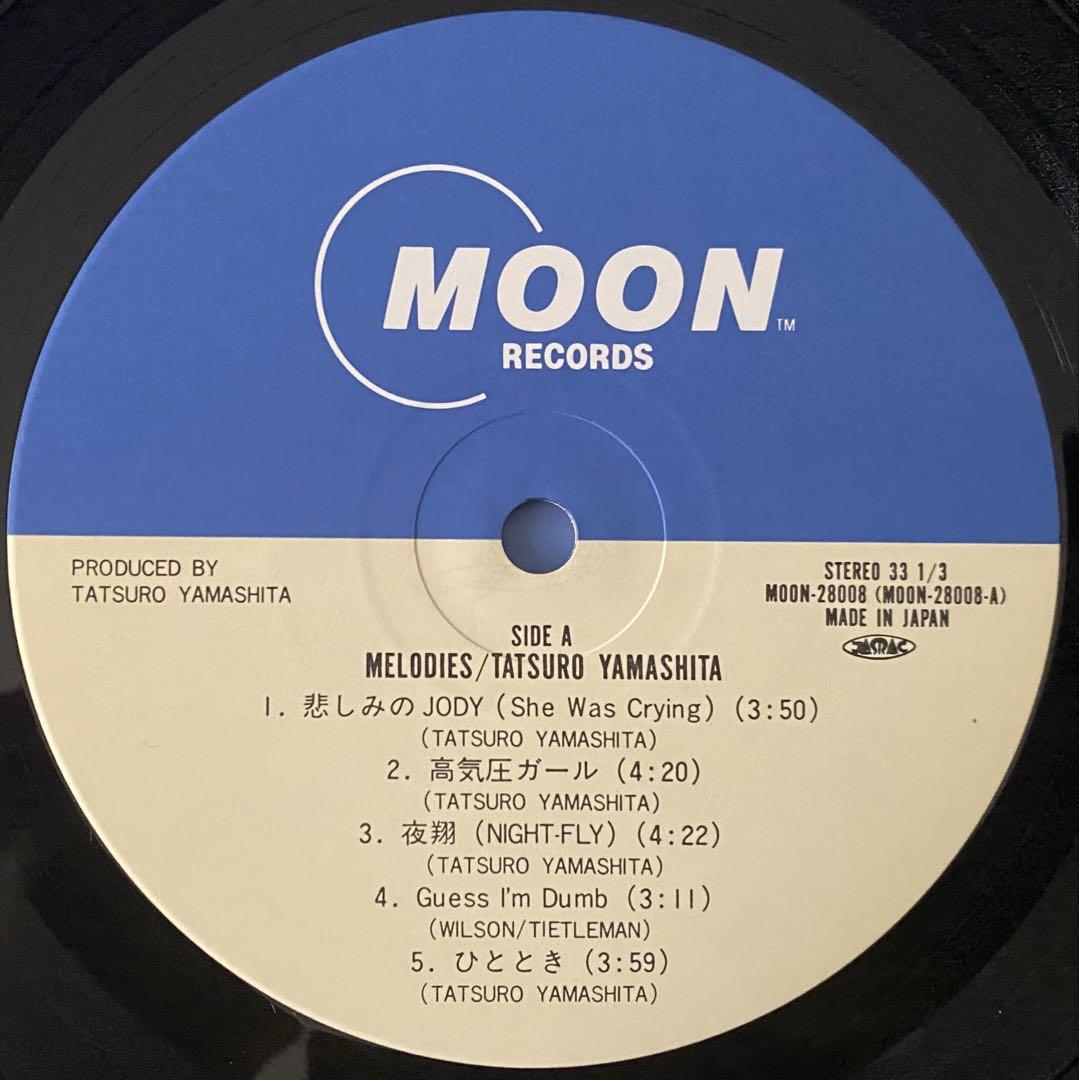 MOON TM
RECORDS
PRODUCED BY
TATSURO YAMASHITA
STEREO 33 1/3
MOON-28008 (MOON-28008-A)
MADE IN JAPAN
JASRAC
SIDE A
MELODIES/TATSURO YAMASHITA
1. 悲しみのJODY (She Was Crying) (3:50)
(TATSURO YAMASHITA)
2. 高気圧ガール (4:20)
(TATSURO YAMASHITA)
3. 夜翔 (NIGHT-FLY) (4:22)
(TATSURO YAMASHITA)
4. Guess I'm Dumb (3:11)
(WILSON/TIETLEMAN)
5. ひととき (3:59)
(TATSURO YAMASHITA)